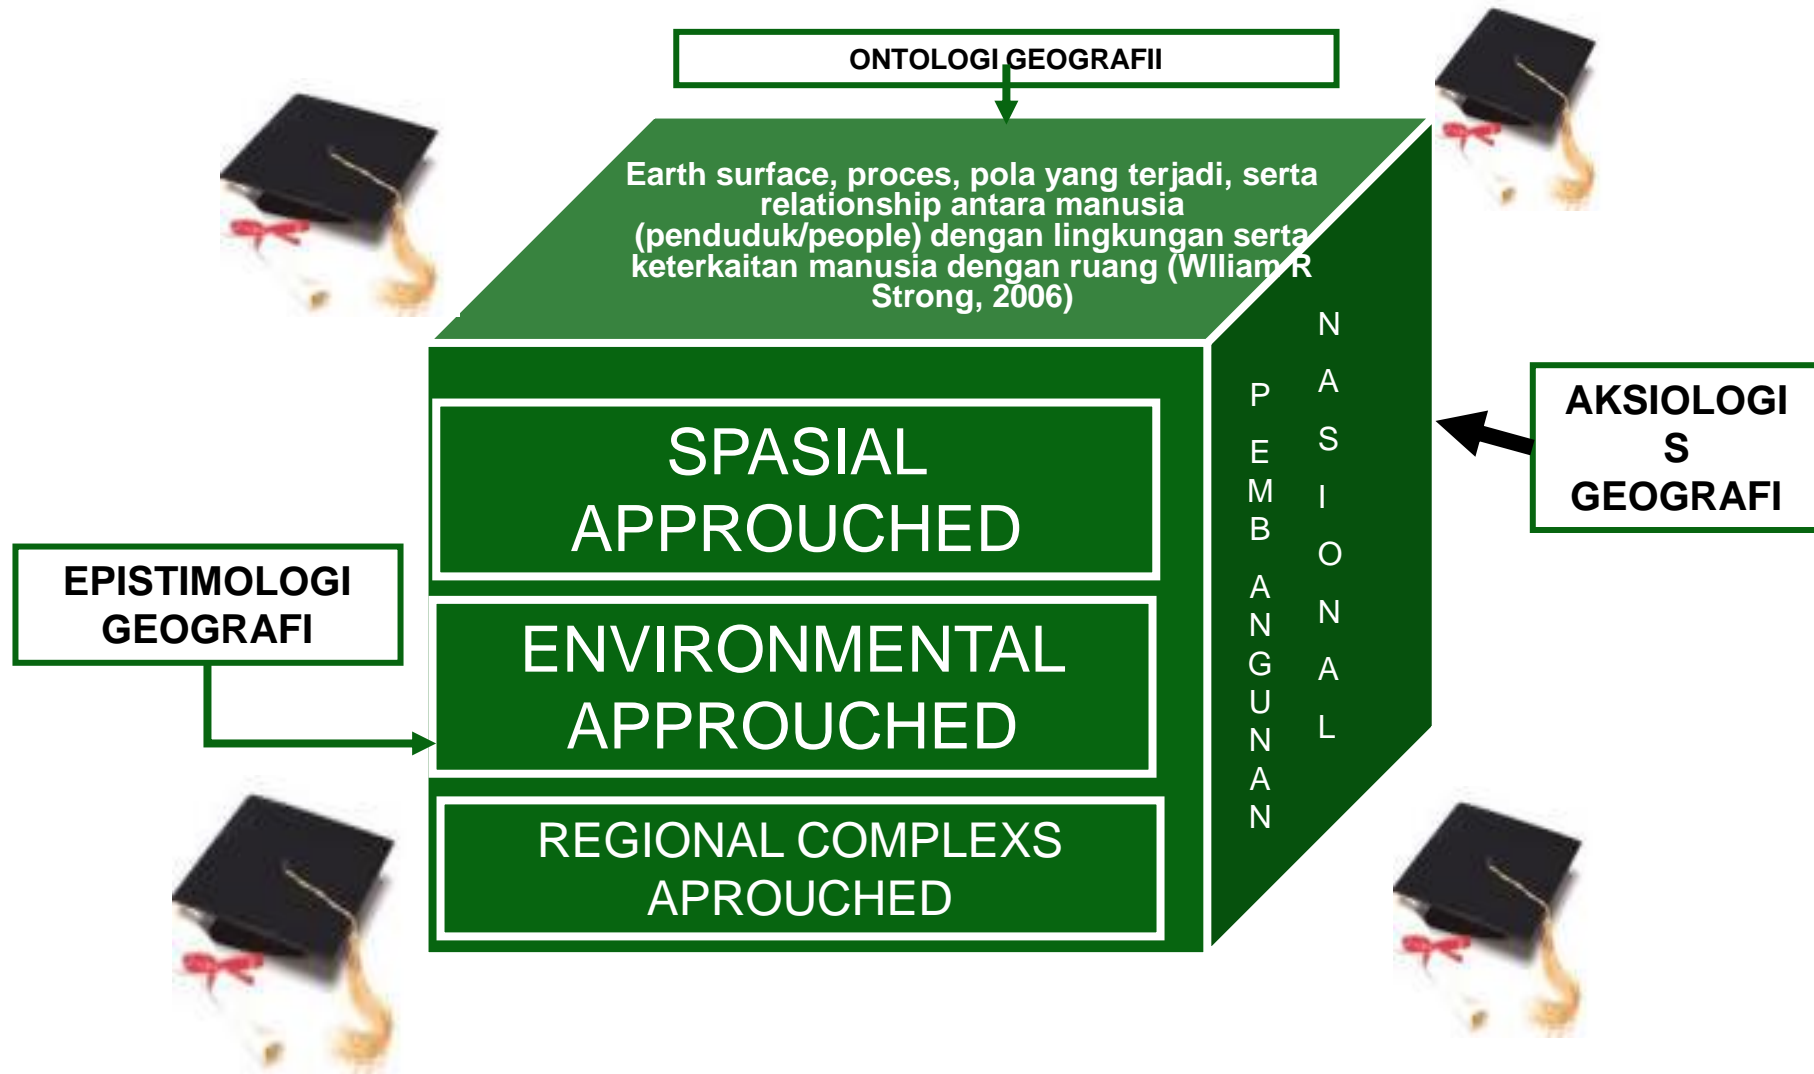 ONTOLOGI GEOGRAFII
Earth surface, proces, pola yang terjadi, serta
relationship antara manusia
(penduduk/people) dengan lingkungan serta
keterkaitan manusia dengan ruang (WIliam R
Strong, 2006)
SPASIAL
APPROUCHED
ENVIRONMENTAL
APPROUCHED
REGIONAL COMPLEXS
APROUCHED
PEMBANGUNAN
NASIONAL
AKSIOLOGI
S
GEOGRAFI
EPISTIMOLOGI
GEOGRAFI